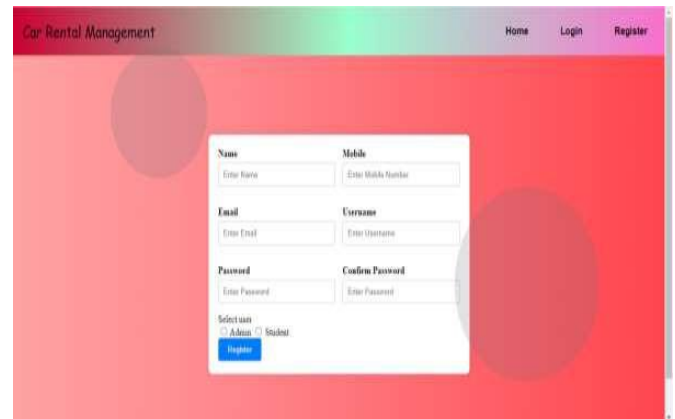 Car Rental Management
Home Login Register
Name Mobile
Enter Name Enter Mobile Number
Email Username
Enter Email Enter Username
Password Confirm Password
Enter Password Enter Password
Select user
Admin Student
Register